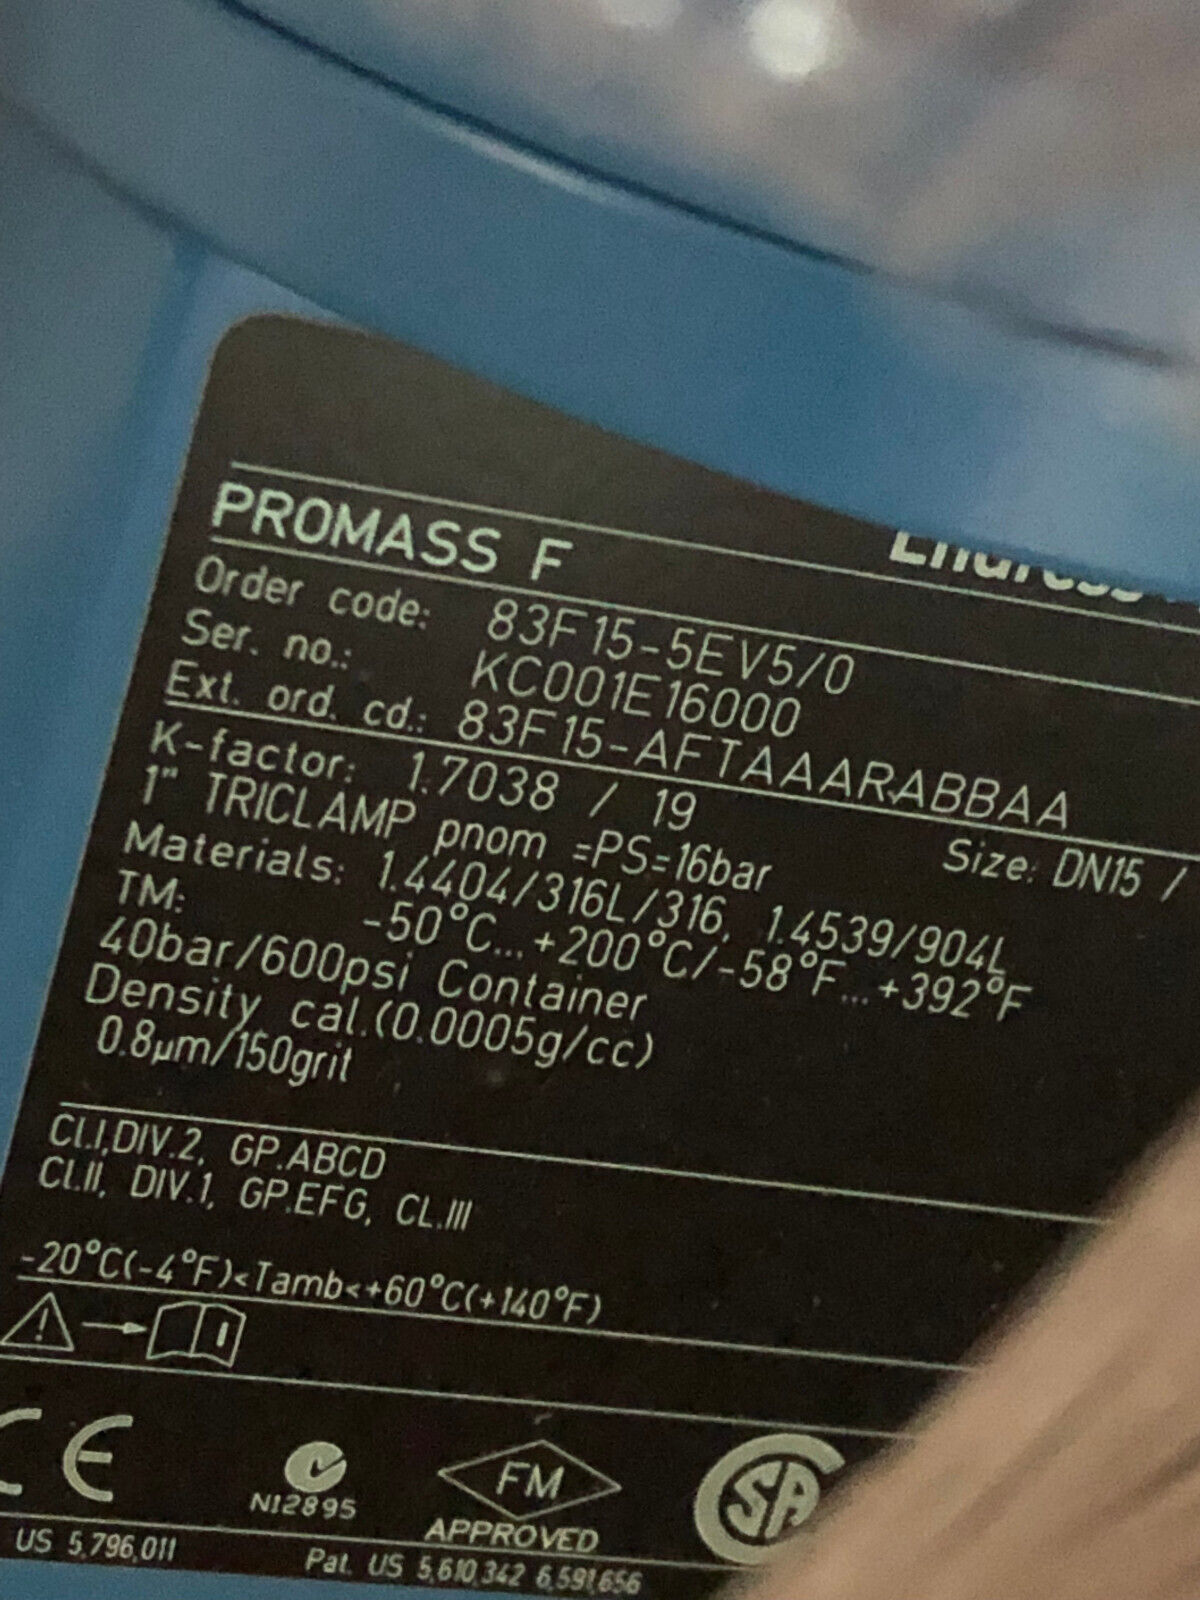 Endress
PROMASS F
Order code: 83F15-5EV5/0
Ser. no.: KC001E16000
Ext. ord. cd.: 83F15-AFTAAARABBAA
K-factor: 1.7038 / 19 Size: DN15 /
1" TRICLAMP pnom =PS=16bar
Materials: 1.4404/316L/316, 1.4539/904L
TM: -50°C... +200°C/-58°F... +392°F
40bar/600psi Container
Density cal.(0.0005g/cc)
0.8µm/150grit
CL.I,DIV.2, GP.ABCD
CL.II, DIV.1, GP.EFG, CL.III
-20°C(-4°F)<Tamb<+60°C(+140°F)
CE
N12895
FM
APPROVED
SA
US 5,796,011 Pat. US 5,610,342 6,591,656